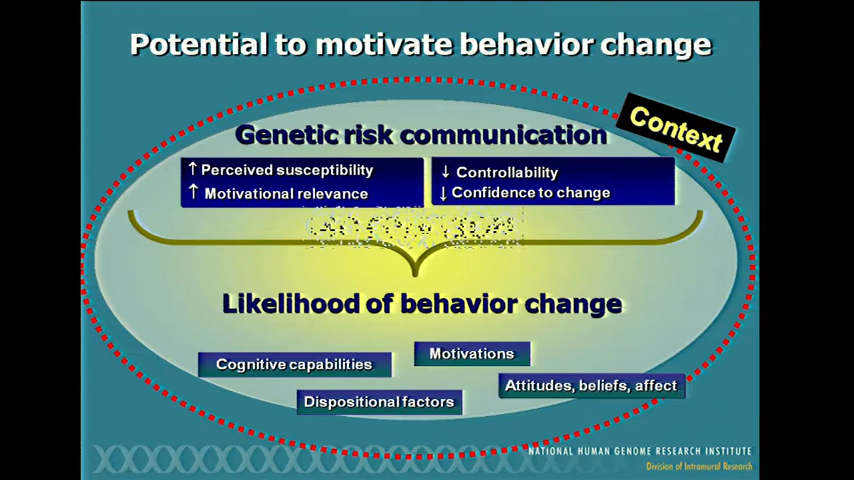 Potential to motivate behavior change
Context
Genetic risk communication
↑ Perceived susceptibility
↑ Motivational relevance
↓ Controllability
↓ Confidence to change
Likelihood of behavior change
Cognitive capabilities
Motivations
Dispositional factors
Attitudes, beliefs, affect
NATIONAL HUMAN GENOME RESEARCH INSTITUTE
Division of Intramural Research